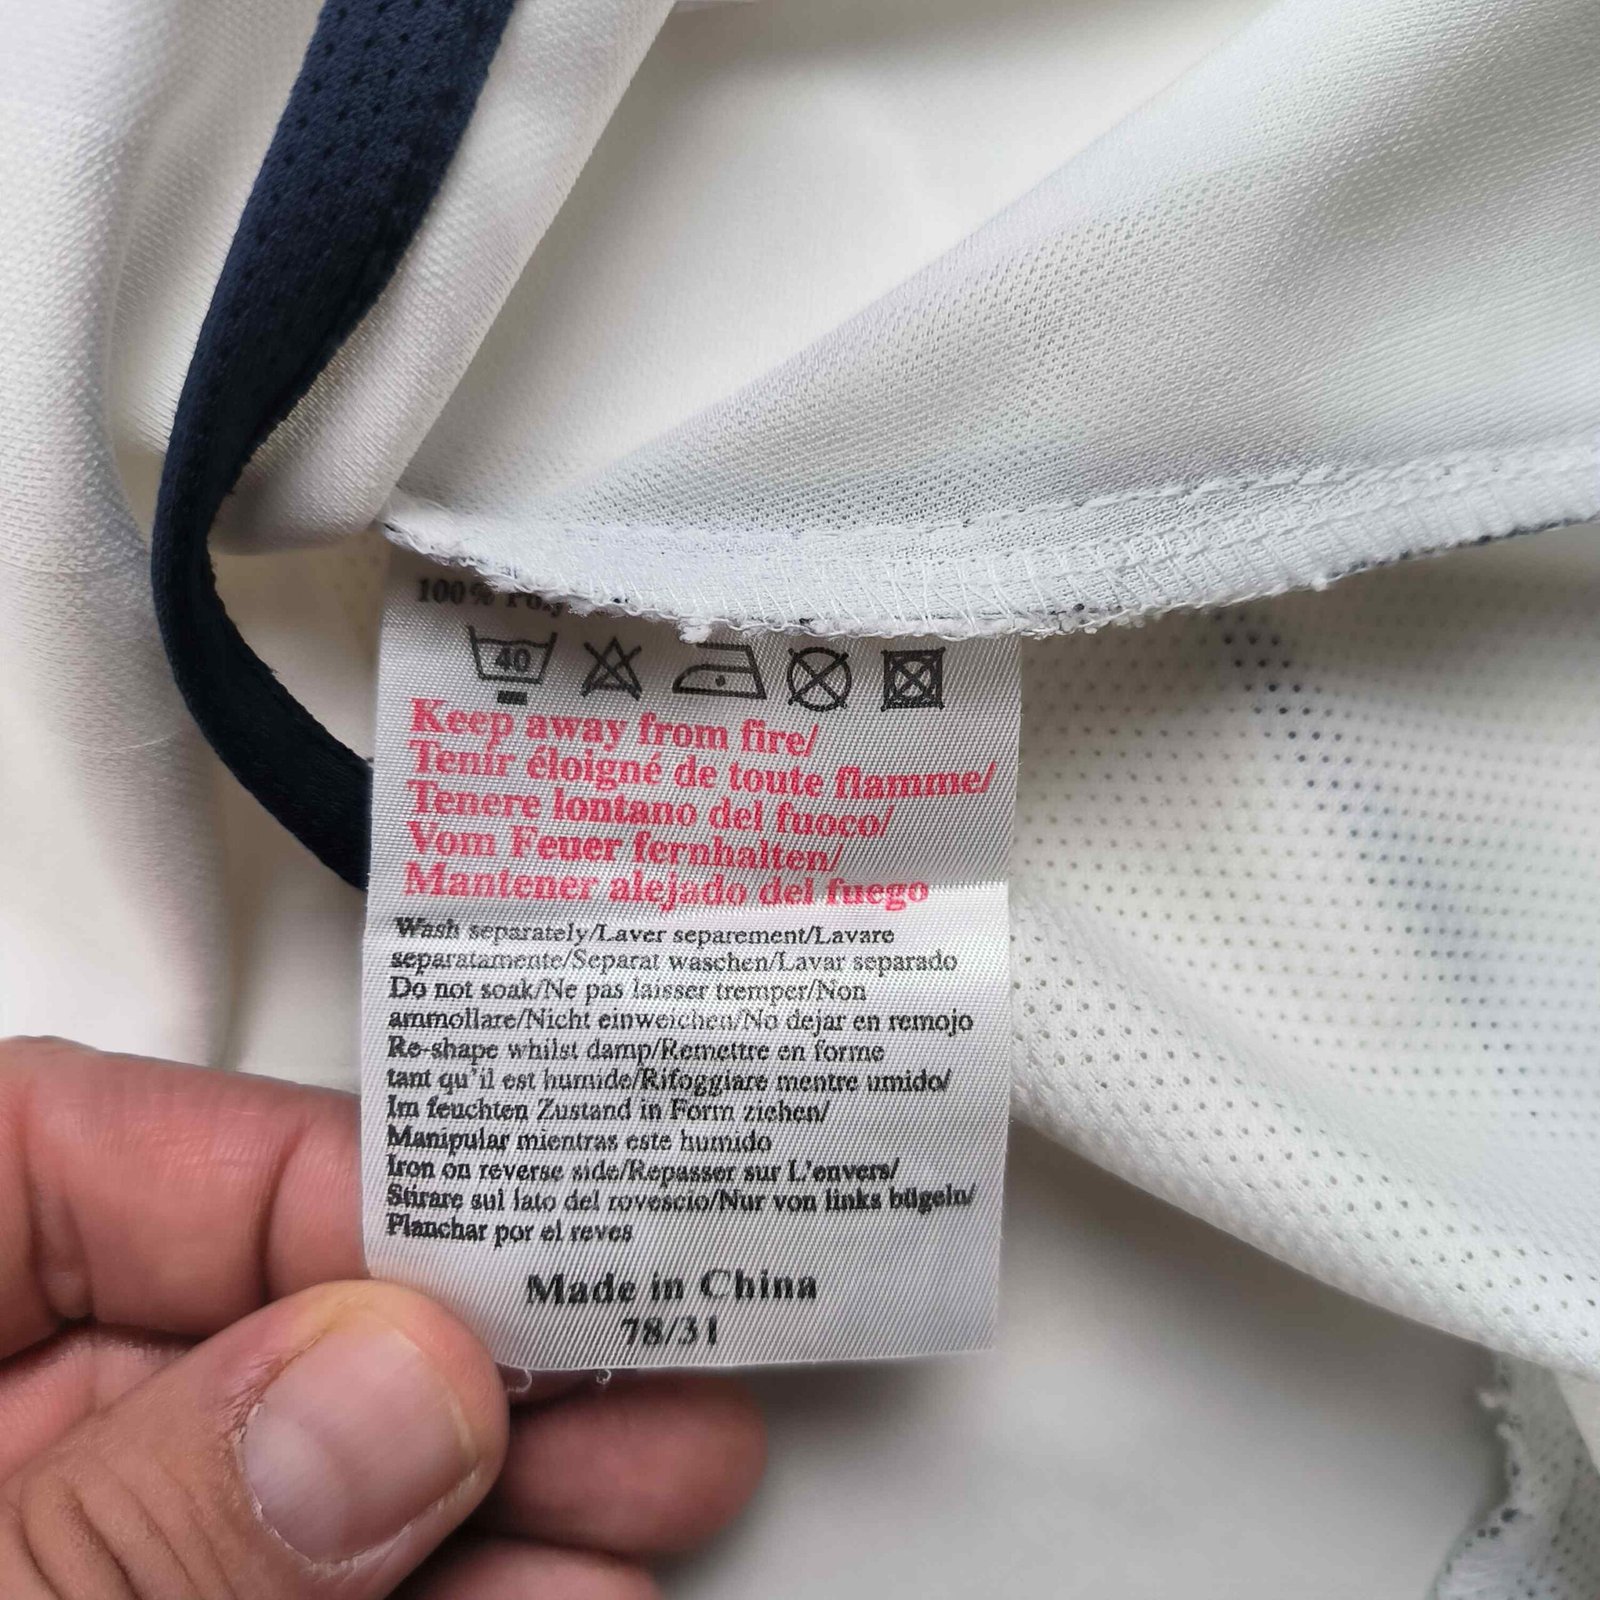 100%
40
Keep away from fire/
Tenir éloigné de toute flamme/
Tenere lontano del fuoco/
Vom Feuer fernhalten/
Mantener alejado del fuego
Wash separately/Laver separement/Lavare
separatamente/Separat waschen/Lavar separado
Do not soak/Ne pas laisser tremper/Non
ammollare/Nicht einweichen/No dejar en remojo
Re-shape whilst damp/Remettre en forme
tant qu'il est humide/Rifoggiare mentre umido/
Im feuchten Zustand in Form ziehen/
Manipular mientras este humido
Iron on reverse side/Repasser sur L'envers/
Stirare sul lato del rovescio/Nur von links bügeln/
Planchar por el reves
Made in China
78/31